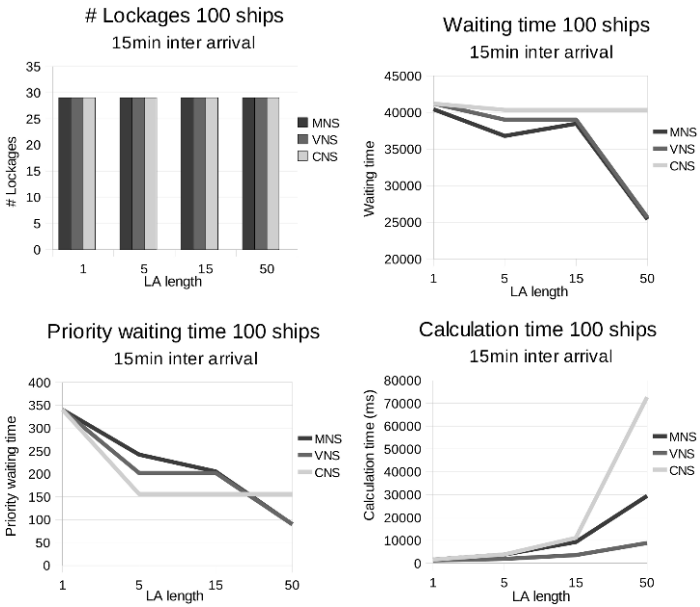 # Lockages 100 ships
15min inter arrival
35
30
25
20
15
10
5
0
# Lockages
1 5 15 50
LA length
MNS
VNS
CNS
Waiting time 100 ships
15min inter arrival
45000
40000
35000
30000
25000
20000
Waiting time
1 5 15 50
LA length
MNS
VNS
CNS
Priority waiting time 100 ships
15min inter arrival
400
350
300
250
200
150
100
50
0
Priority waiting time
1 5 15 50
LA length
MNS
VNS
CNS
Calculation time 100 ships
15min inter arrival
80000
70000
60000
50000
40000
30000
20000
10000
0
Calculation time (ms)
1 5 15 50
LA length
MNS
VNS
CNS